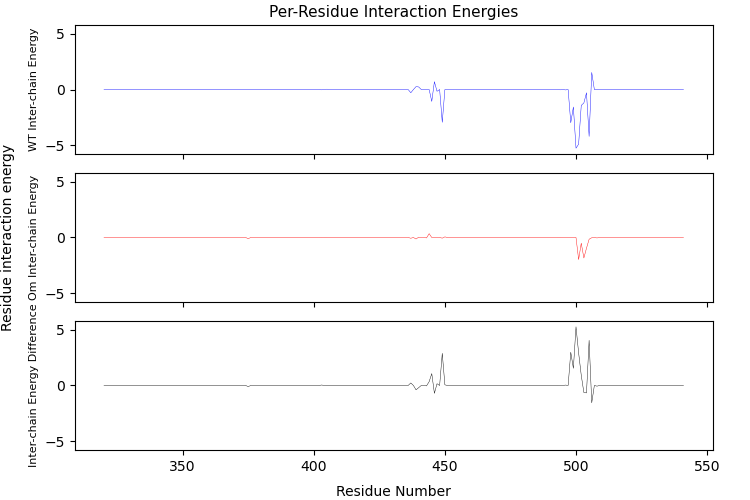 Per-Residue Interaction Energies
Residue interaction energy
WT Inter-chain Energy
5
0
−5
Om Inter-chain Energy
5
0
−5
Inter-chain Energy Difference
5
0
−5
350
400
450
500
550
Residue Number